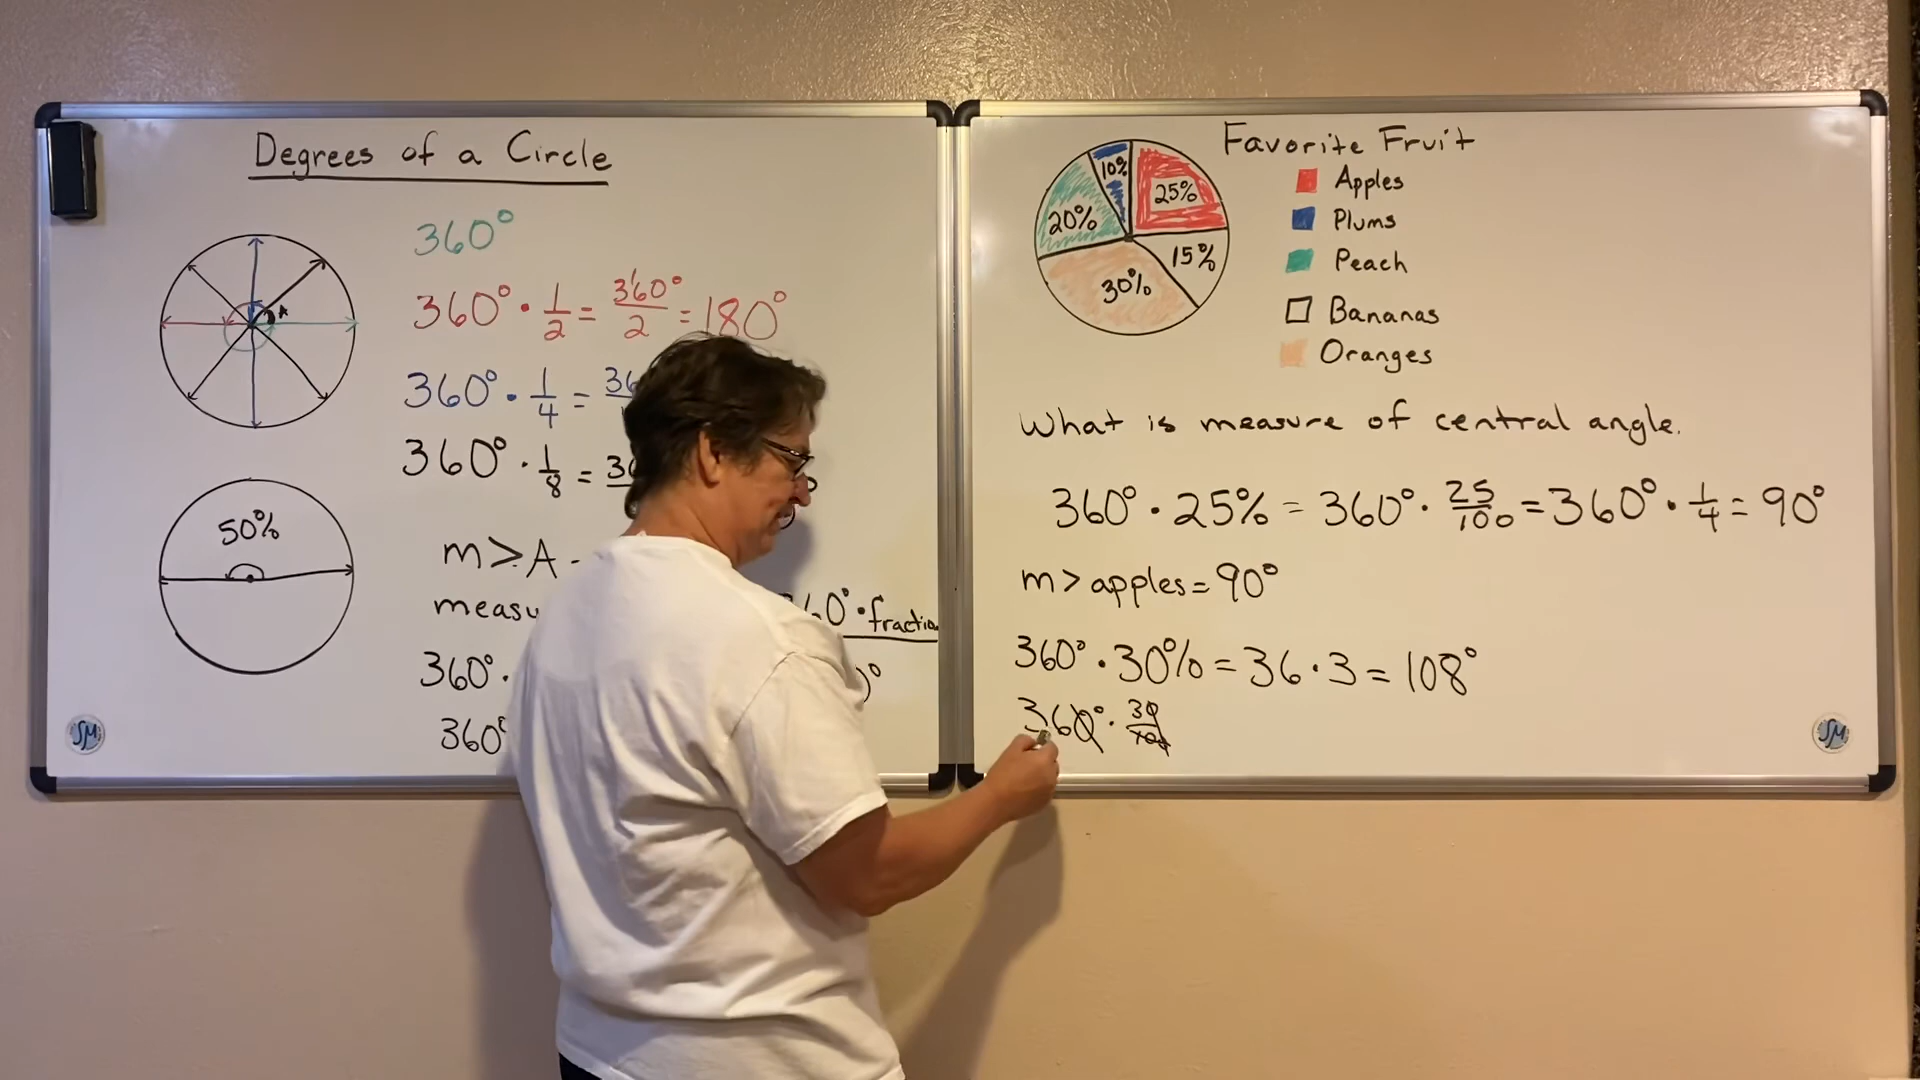 Degrees of a Circle
360°
360° · 1/2 = 360°/2 = 180°
360° · 1/4 =
360° · 1/8 =
A
50%
m > A -
360° · fraction
360° ·
360°
SM
Favorite Fruit
10%
25%
20%
15%
30%
Apples
Plums
Peach
Bananas
Oranges
What is measure of central angle.
360° · 25% = 360° · 25/100 = 360° · 1/4 = 90°
m > apples = 90°
360° · 30% = 36 · 3 = 108°
360° · 30/100
SM